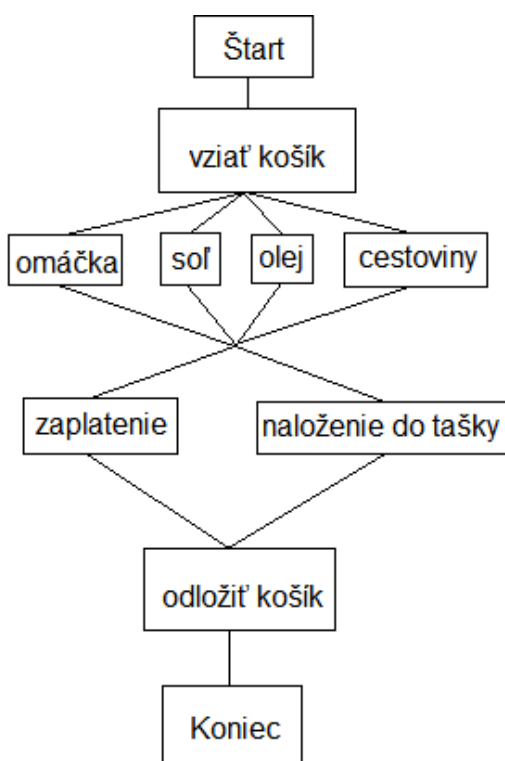 Štart
vziať košík
omáčka
soľ
olej
cestoviny
zaplatenie
naloženie do tašky
odložiť košík
Koniec